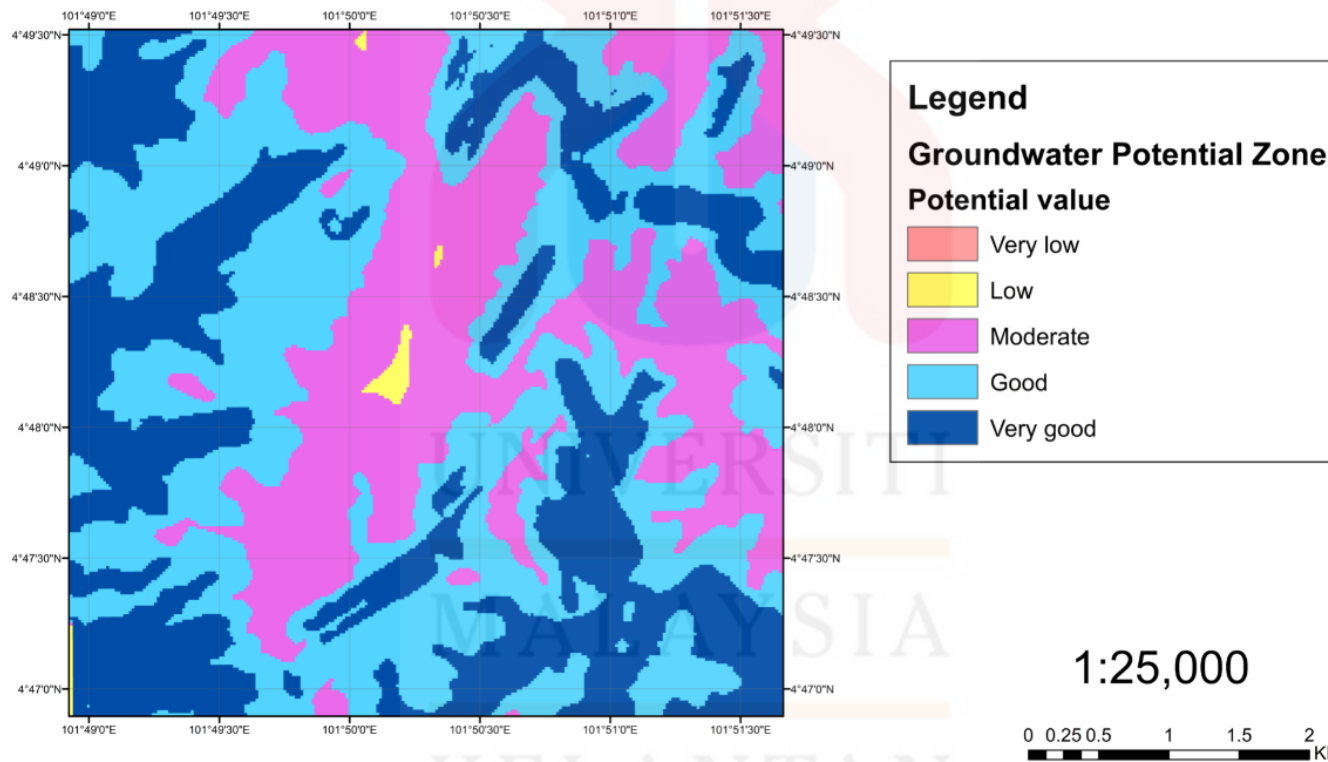 101°49'0"E 101°49'30"E 101°50'0"E 101°50'30"E 101°51'0"E 101°51'30"E
4°49'30"N 4°49'30"N
4°49'0"N 4°49'0"N
4°48'30"N 4°48'30"N
4°48'0"N 4°48'0"N
4°47'30"N 4°47'30"N
4°47'0"N 4°47'0"N
101°49'0"E 101°49'30"E 101°50'0"E 101°50'30"E 101°51'0"E 101°51'30"E
Legend
Groundwater Potential Zone
Potential value
Very low
Low
Moderate
Good
Very good
UNIVERSITI
MALAYSIA
KELANTAN
1:25,000
0 0.25 0.5 1 1.5 2